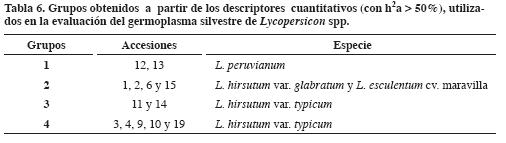 Tabla 6. Grupos obtenidos a partir de los descriptores cuantitativos (con h²a > 50%), utiliza-
dos en la evaluación del germoplasma silvestre de Lycopersicon spp.
Grupos Accesiones Especie
1 12, 13 L. peruvianum
2 1, 2, 6 y 15 L. hirsutum var. glabratum y L. esculentum cv. maravilla
3 11 y 14 L. hirsutum var. typicum
4 3, 4, 9, 10 y 19 L. hirsutum var. typicum